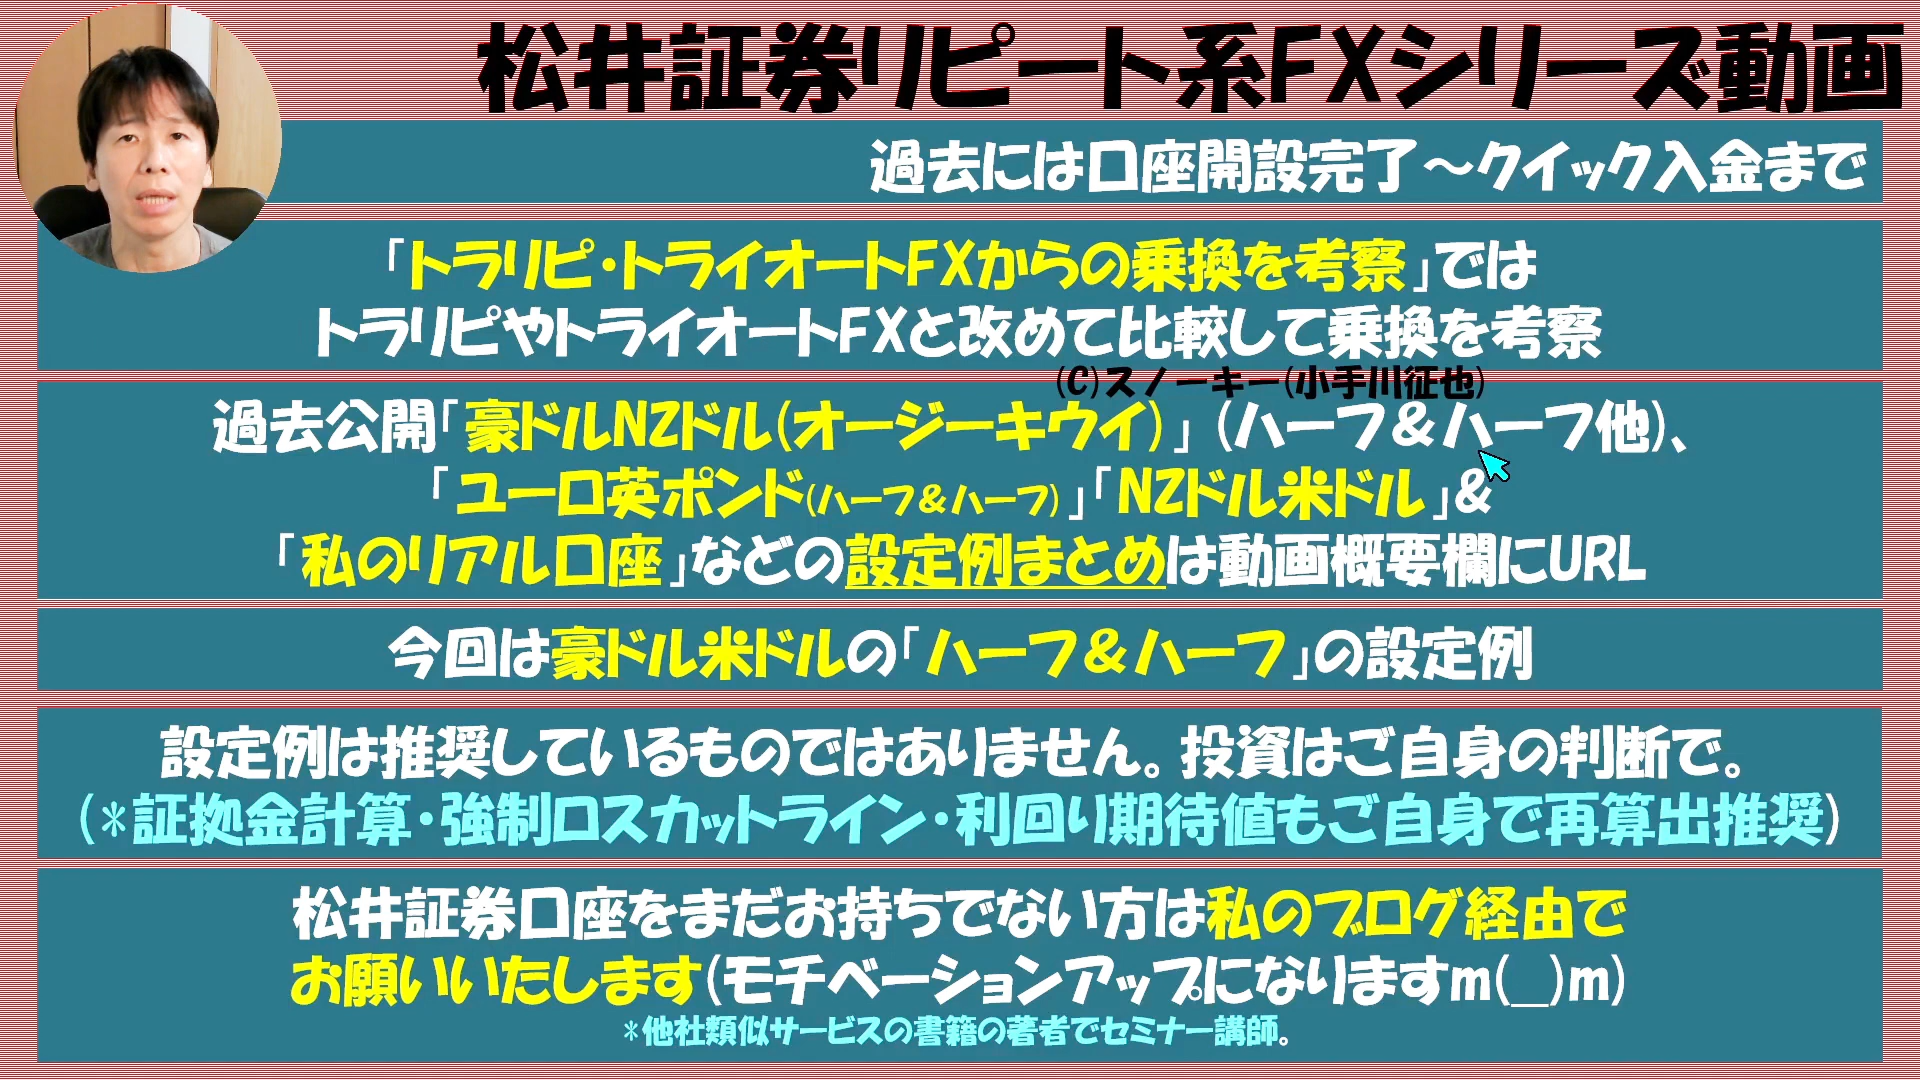 松井証券リピート系FXシリーズ動画
過去には口座開設完了～クイック入金まで
「トラリピ・トライオートFXからの乗換を考察」では
トラリピやトライオートFXと改めて比較して乗換を考察
(C)スノーキー(小手川征也)
過去公開「豪ドルNZドル(オージーキウイ)」(ハーフ＆ハーフ他)、
「ユーロ英ポンド(ハーフ＆ハーフ)」「NZドル米ドル」&
「私のリアル口座」などの設定例まとめは動画概要欄にURL
今回は豪ドル米ドルの「ハーフ＆ハーフ」の設定例
設定例は推奨しているものではありません。投資はご自身の判断で。
(*証拠金計算・強制ロスカットライン・利回り期待値もご自身で再算出推奨)
松井証券口座をまだお持ちでない方は私のブログ経由で
お願いいたします(モチベーションアップになりますm(_)m)
*他社類似サービスの書籍の著者でセミナー講師。